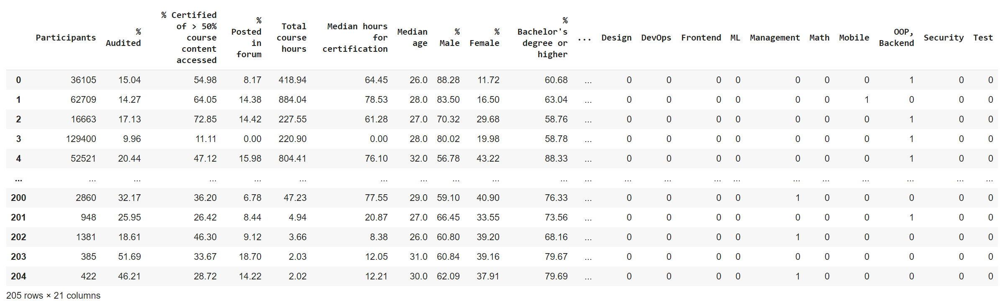 Participants % Audited % Certified of > 50% course content accessed % Posted in forum Total course hours Median hours for certification Median age % Male % Female % Bachelor's degree or higher ... Design DevOps Frontend ML Management Math Mobile OOP, Backend Security Test
0 36105 15.04 54.98 8.17 418.94 64.45 26.0 88.28 11.72 60.68 ... 0 0 0 0 0 0 0 1 0 0
1 62709 14.27 64.05 14.38 884.04 78.53 28.0 83.50 16.50 63.04 ... 0 0 0 0 0 0 1 0 0 0
2 16663 17.13 72.85 14.42 227.55 61.28 27.0 70.32 29.68 58.76 ... 0 0 0 0 0 0 0 1 0 0
3 129400 9.96 11.11 0.00 220.90 0.00 28.0 80.02 19.98 58.78 ... 0 0 0 0 0 0 0 1 0 0
4 52521 20.44 47.12 15.98 804.41 76.10 32.0 56.78 43.22 88.33 ... 0 0 0 0 0 0 0 1 0 0
... ... ... ... ... ... ... ... ... ... ... ... ... ... ... ... ... ... ... ... ... ...
200 2860 32.17 36.20 6.78 47.23 77.55 29.0 59.10 40.90 76.33 ... 0 0 0 0 1 0 0 0 0 0
201 948 25.95 26.42 8.44 4.94 20.87 27.0 66.45 33.55 73.56 ... 0 0 0 0 0 0 0 1 0 0
202 1381 18.61 46.30 9.12 3.66 8.38 26.0 60.80 39.20 68.16 ... 0 0 0 0 1 0 0 0 0 0
203 385 51.69 33.67 18.70 2.03 12.05 31.0 60.84 39.16 79.67 ... 0 0 0 0 0 0 0 0 0 0
204 422 46.21 28.72 14.22 2.02 12.21 30.0 62.09 37.91 79.69 ... 0 0 0 0 1 0 0 0 0 0
205 rows × 21 columns